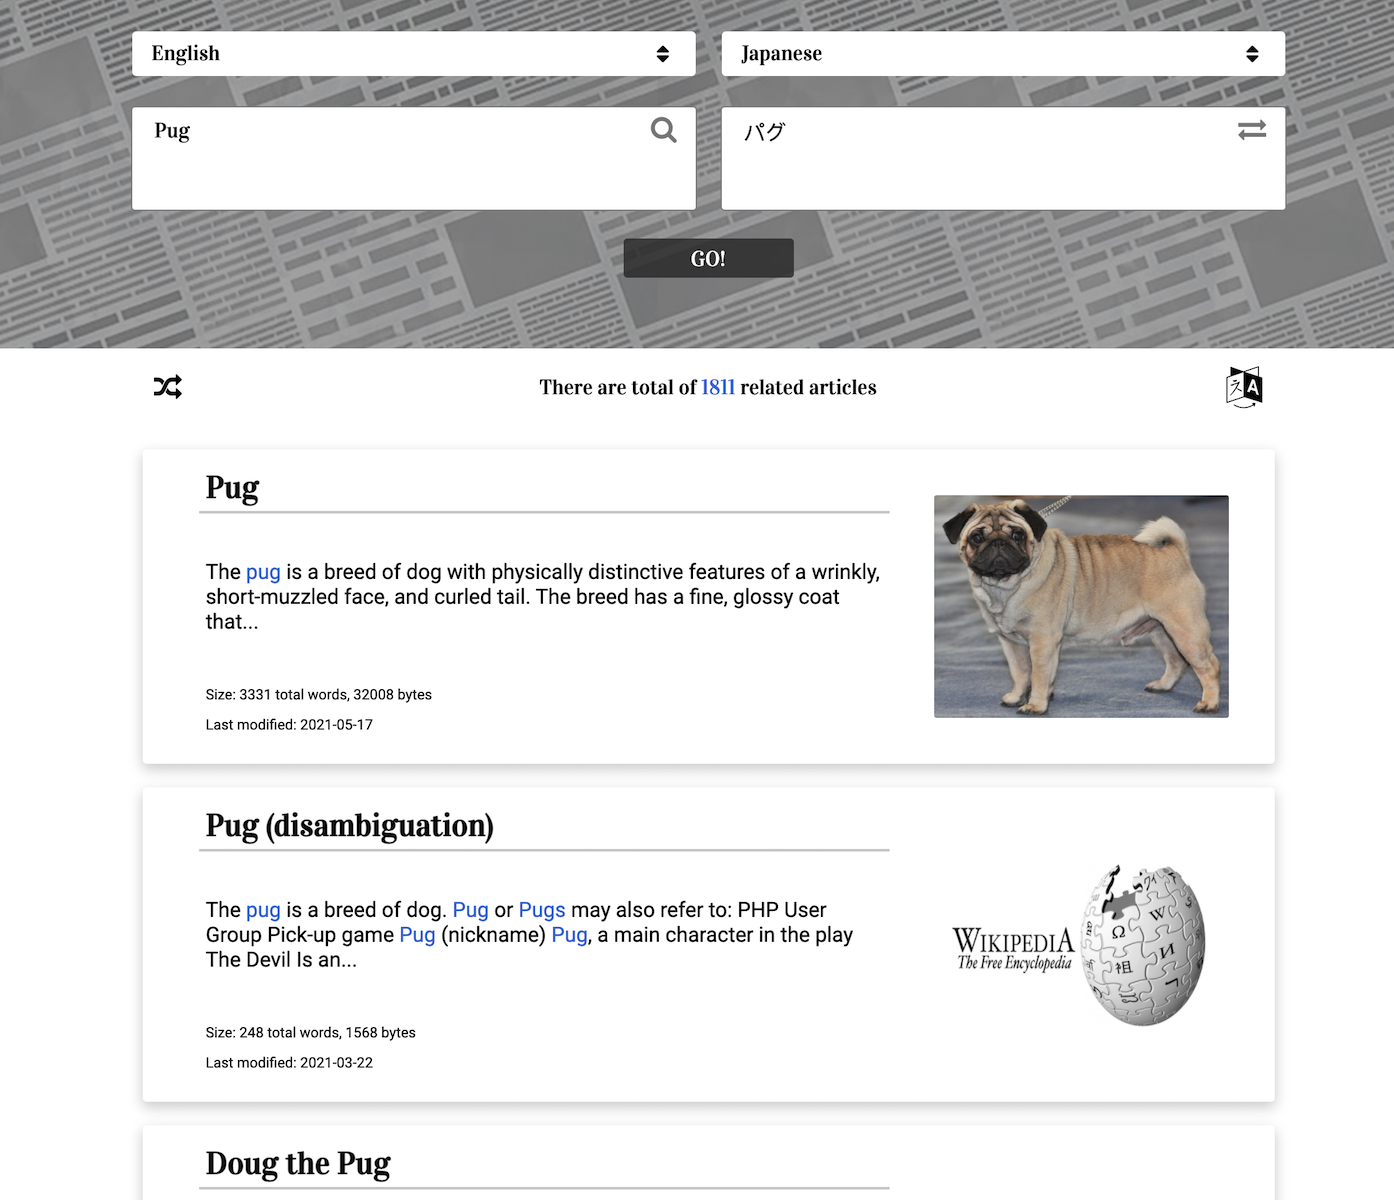 English
Japanese
Pug
パグ
GO!
There are total of 1811 related articles
Pug
The pug is a breed of dog with physically distinctive features of a wrinkly,
short-muzzled face, and curled tail. The breed has a fine, glossy coat
that...
Size: 3331 total words, 32008 bytes
Last modified: 2021-05-17
Pug (disambiguation)
The pug is a breed of dog. Pug or Pugs may also refer to: PHP User
Group Pick-up game Pug (nickname) Pug, a main character in the play
The Devil Is an...
WIKIPEDIA
The Free Encyclopedia
Ω
W
И
祖
Size: 248 total words, 1568 bytes
Last modified: 2021-03-22
Doug the Pug